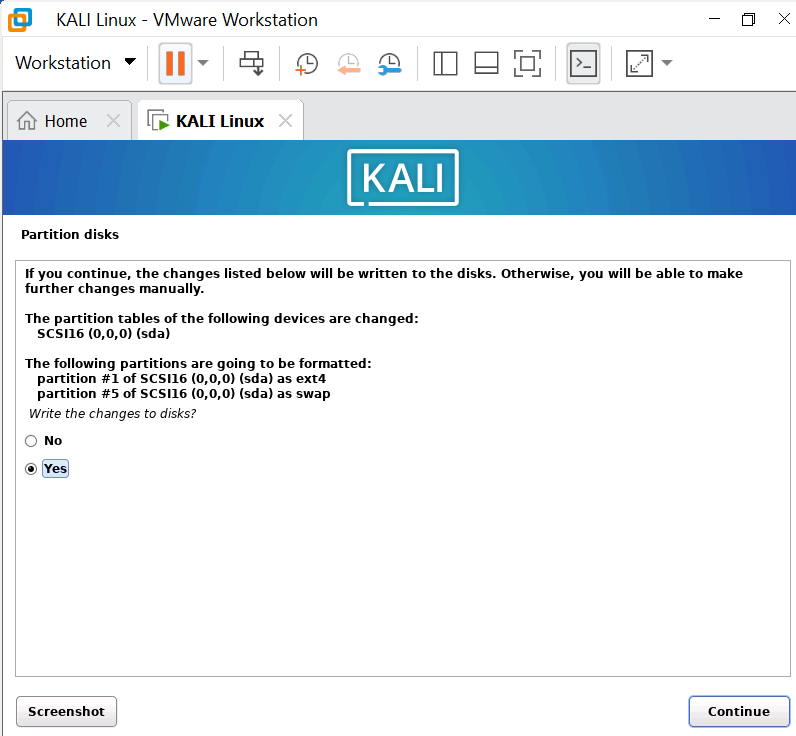 KALI Linux - VMware Workstation
Workstation
Home
KALI Linux
KALI
Partition disks
If you continue, the changes listed below will be written to the disks. Otherwise, you will be able to make
further changes manually.
The partition tables of the following devices are changed:
SCSI16 (0,0,0) (sda)
The following partitions are going to be formatted:
partition #1 of SCSI16 (0,0,0) (sda) as ext4
partition #5 of SCSI16 (0,0,0) (sda) as swap
Write the changes to disks?
No
Yes
Screenshot
Continue